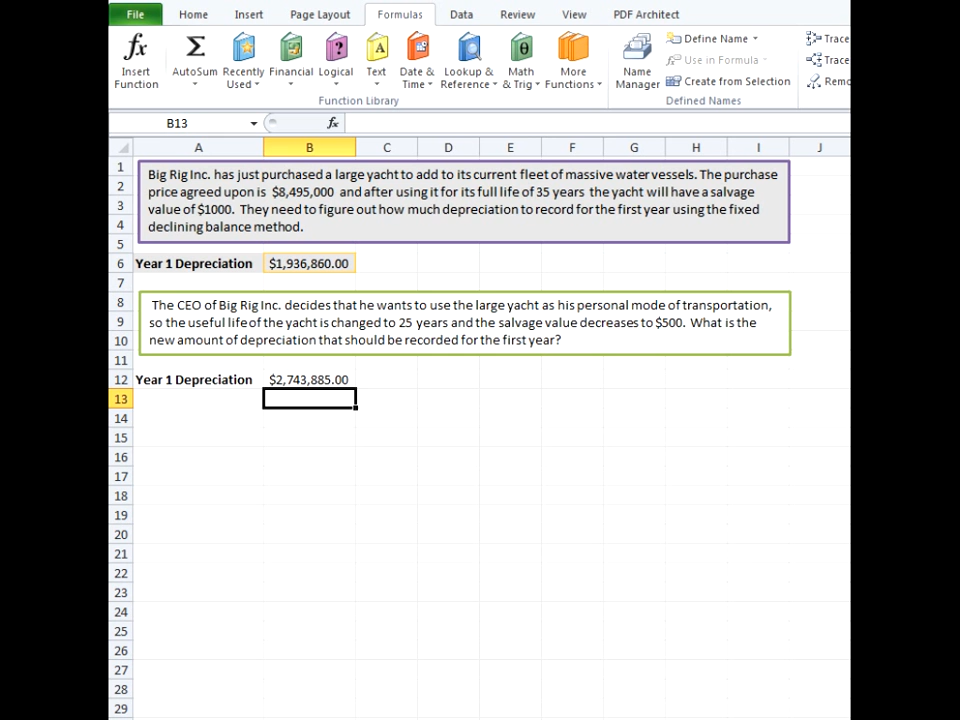 File Home Insert Page Layout Formulas Data Review View PDF Architect
fx Σ ? A θ Define Name Trace
Use in Formula Trace
Insert AutoSum Recently Financial Logical Text Date & Lookup & Math More Name Create from Selection Remo
Function Used Time Reference & Trig Functions Manager
Function Library Defined Names
B13 fx
A B C D E F G H I J
1
Big Rig Inc. has just purchased a large yacht to add to its current fleet of massive water vessels. The purchase
2
price agreed upon is $8,495,000 and after using it for its full life of 35 years the yacht will have a salvage
3
value of $1000. They need to figure out how much depreciation to record for the first year using the fixed
4
declining balance method.
5
6 Year 1 Depreciation $1,936,860.00
7
8 The CEO of Big Rig Inc. decides that he wants to use the large yacht as his personal mode of transportation,
9 so the useful life of the yacht is changed to 25 years and the salvage value decreases to $500. What is the
10 new amount of depreciation that should be recorded for the first year?
11
12 Year 1 Depreciation $2,743,885.00
13
14
15
16
17
18
19
20
21
22
23
24
25
26
27
28
29